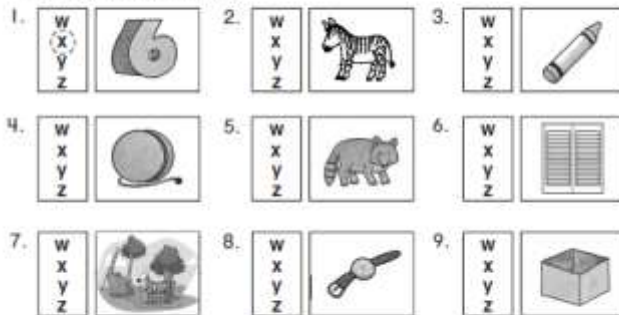 1. w x y z
2. w x y z
3. w x y z
4. w x y z
5. w x y z
6. w x y z
7. w x y z
8. w x y z
9. w x y z